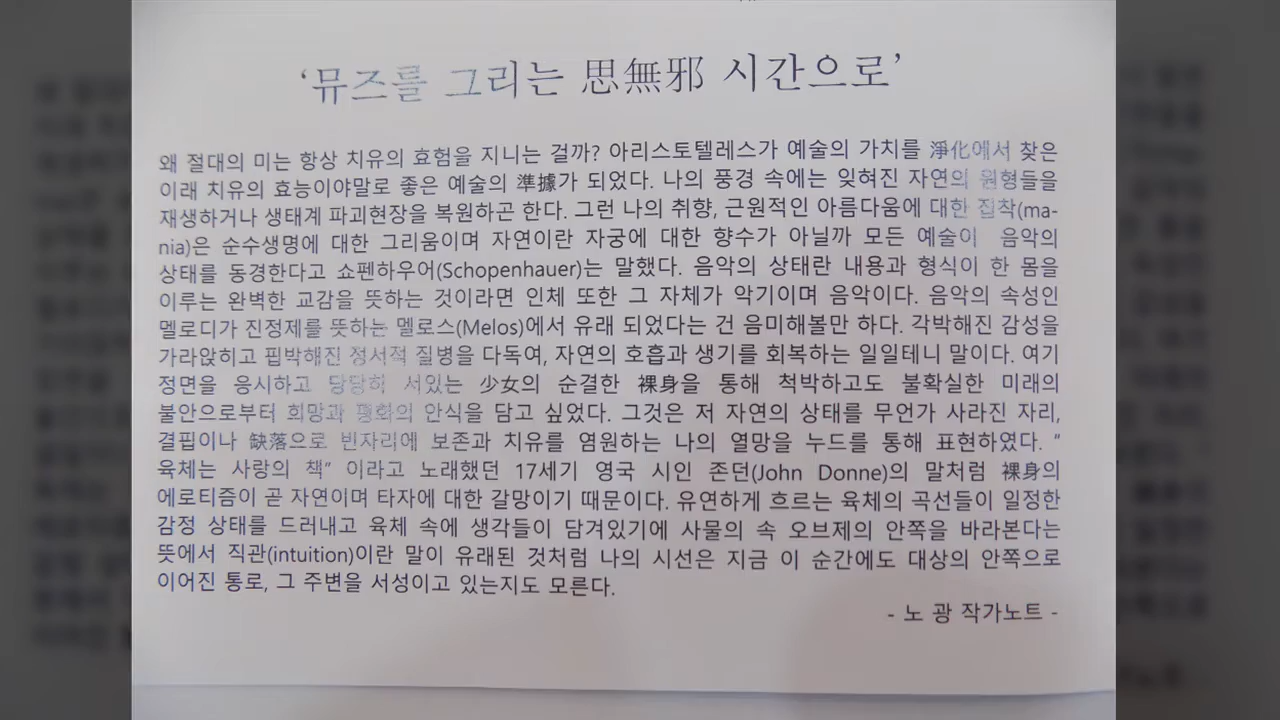 ‘뮤즈를 그리는 思無邪 시간으로’
왜 절대의 미는 항상 치유의 효험을 지니는 걸까? 아리스토텔레스가 예술의 가치를 淨化에서 찾은
이래 치유의 효능이야말로 좋은 예술의 準據가 되었다. 나의 풍경 속에는 잊혀진 자연의 원형들을
재생하거나 생태계 파괴현장을 복원하곤 한다. 그런 나의 취향, 근원적인 아름다움에 대한 집착(ma-
nia)은 순수생명에 대한 그리움이며 자연이란 자궁에 대한 향수가 아닐까 모든 예술이 음악의
상태를 동경한다고 쇼펜하우어(Schopenhauer)는 말했다. 음악의 상태란 내용과 형식이 한 몸을
이루는 완벽한 교감을 뜻하는 것이라면 인체 또한 그 자체가 악기이며 음악이다. 음악의 속성인
멜로디가 진정제를 뜻하는 멜로스(Melos)에서 유래 되었다는 건 음미해볼만 하다. 각박해진 감성을
가라앉히고 핍박해진 정서적 질병을 다독여, 자연의 호흡과 생기를 회복하는 일일테니 말이다. 여기
정면을 응시하고 당당히 서있는 少女의 순결한 裸身을 통해 척박하고도 불확실한 미래의
불안으로부터 희망과 평화의 안식을 담고 싶었다. 그것은 저 자연의 상태를 무언가 사라진 자리,
결핍이나 缺落으로 빈자리에 보존과 치유를 염원하는 나의 열망을 누드를 통해 표현하였다. “
육체는 사랑의 책” 이라고 노래했던 17세기 영국 시인 존던(John Donne)의 말처럼 裸身의
에로티즘이 곧 자연이며 타자에 대한 갈망이기 때문이다. 유연하게 흐르는 육체의 곡선들이 일정한
감정 상태를 드러내고 육체 속에 생각들이 담겨있기에 사물의 속 오브제의 안쪽을 바라본다는
뜻에서 직관(intuition)이란 말이 유래된 것처럼 나의 시선은 지금 이 순간에도 대상의 안쪽으로
이어진 통로, 그 주변을 서성이고 있는지도 모른다.
- 노 광 작가노트 -